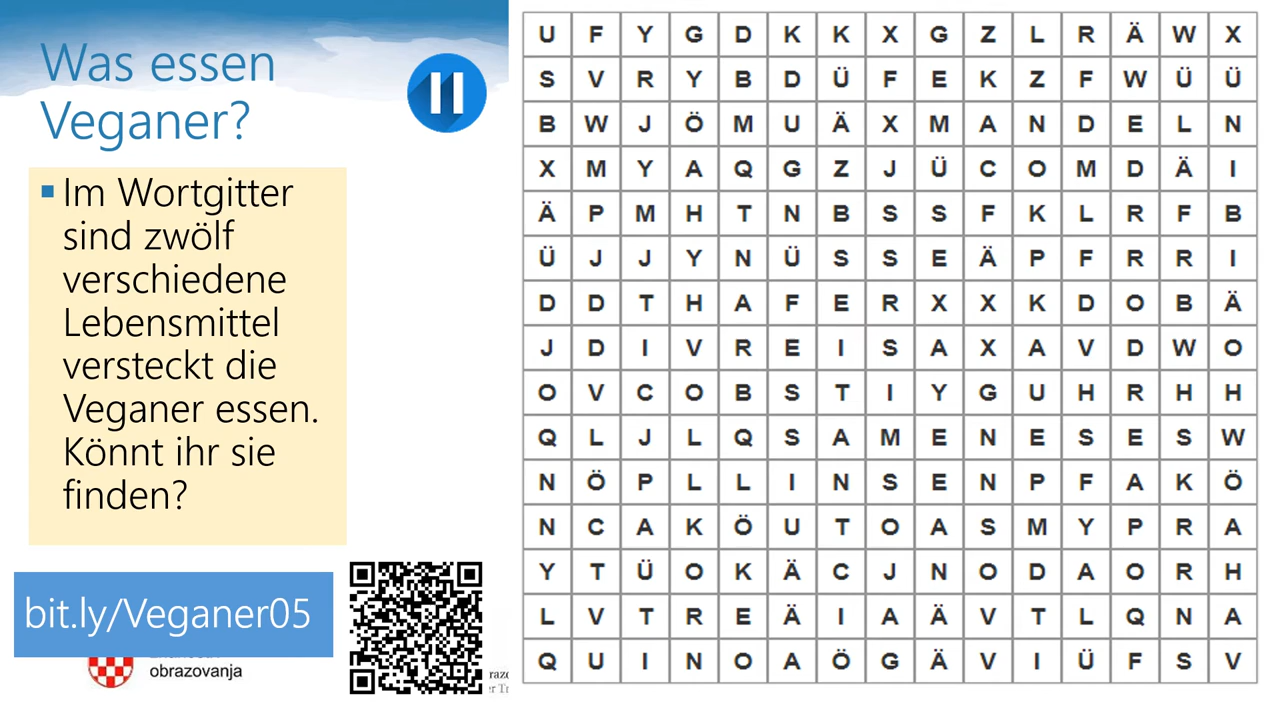 Was essen
Veganer?
Im Wortgitter
sind zwölf
verschiedene
Lebensmittel
versteckt die
Veganer essen.
Könnt ihr sie
finden?
bit.ly/Veganer05
obrazovanja
U F Y G D K K X G Z L R Ä W X
S V R Y B D Ü F E K Z F W Ü Ü
B W J Ö M U Ä X M A N D E L N
X M Y A Q G Z J Ü C O M D Ä I
Ä P M H T N B S S F K L R F B
Ü J J Y N Ü S S E Ä P F R R I
D D T H A F E R X X K D O B Ä
J D I V R E I S A X A V D W O
O V C O B S T I Y G U H R H H
Q L J L Q S A M E N E S E S W
N Ö P L L I N S E N P F A K Ö
N C A K Ö U T O A S M Y P R A
Y T Ü O K Ä C J N O D A O R H
L V T R E Ä I A Ä V T L Q N A
Q U I N O A Ö G Ä V I Ü F S V